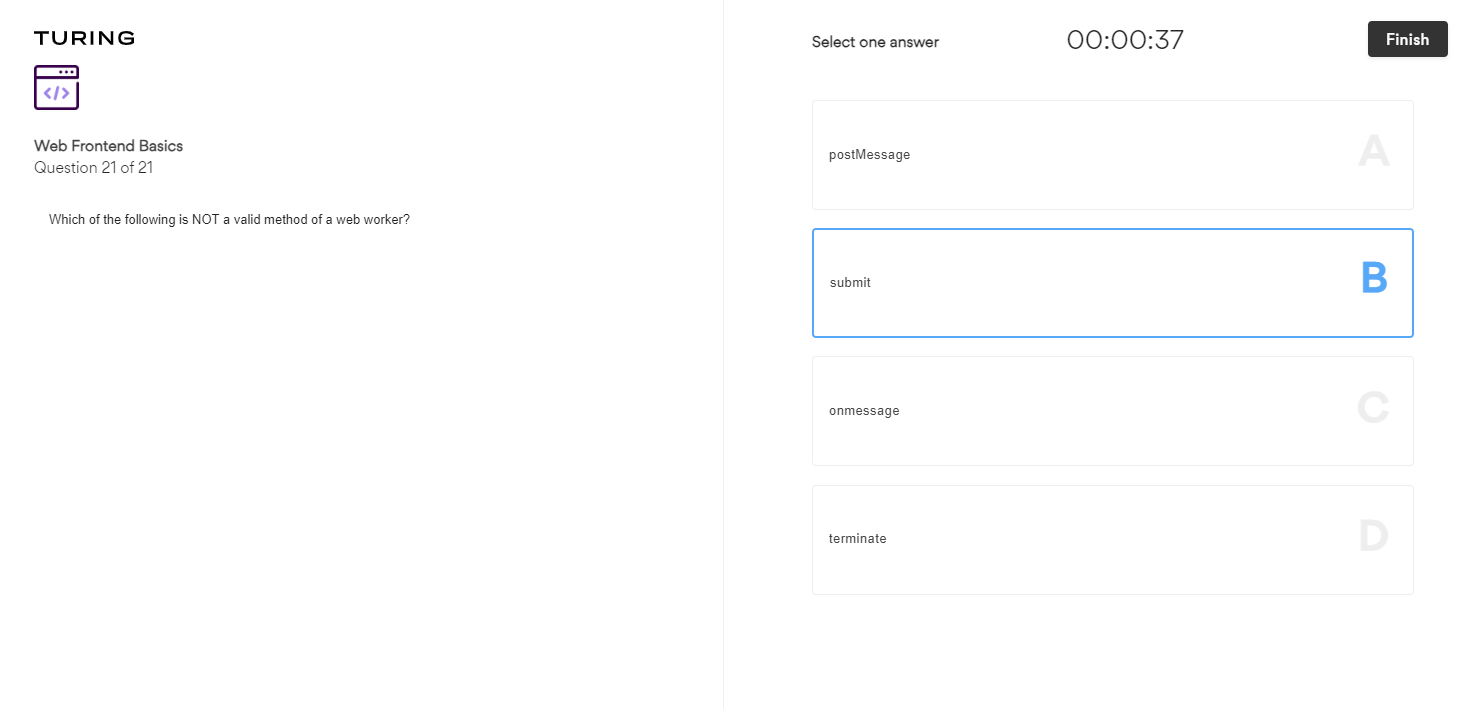 TURING
Select one answer
00:00:37
Finish
</>
Web Frontend Basics
Question 21 of 21
Which of the following is NOT a valid method of a web worker?
postMessage
A
submit
B
onmessage
C
terminate
D